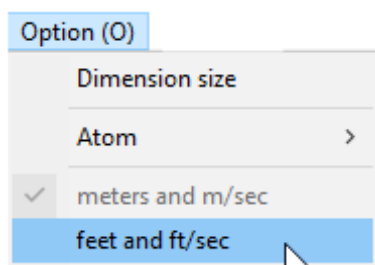 Option (O)
Dimension size
Atom
meters and m/sec
feet and ft/sec